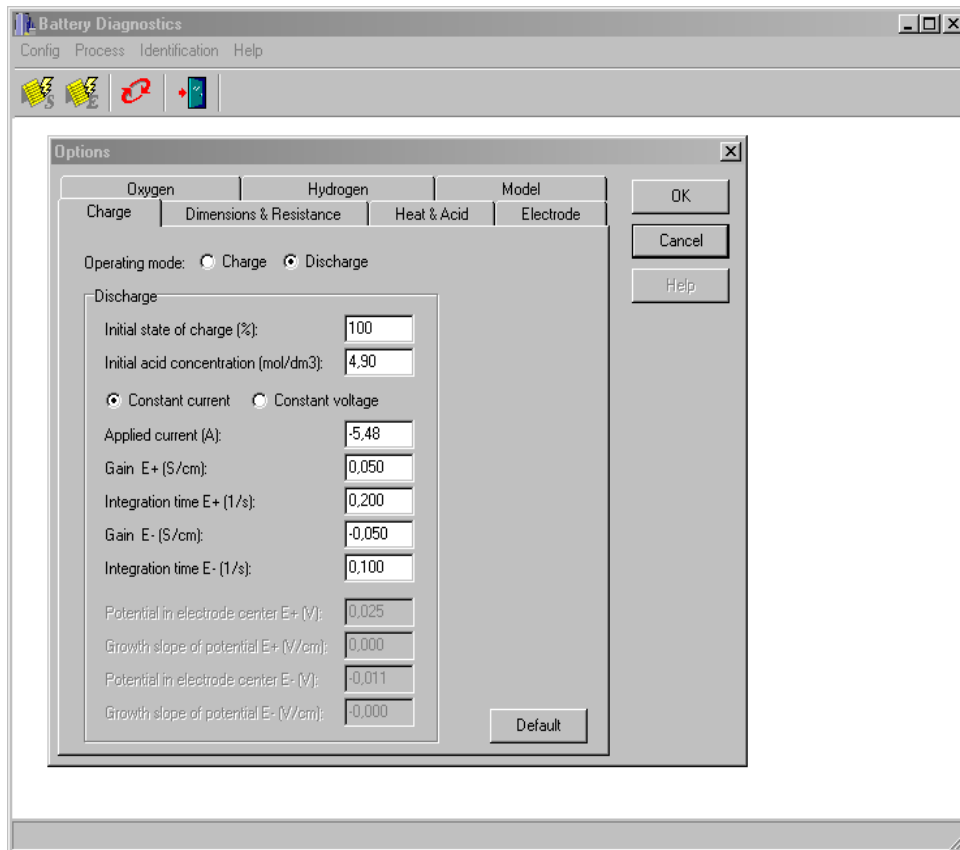 Battery Diagnostics
Config Process Identification Help
S E
Options
Oxygen Hydrogen Model
Charge Dimensions & Resistance Heat & Acid Electrode
OK
Cancel
Help
Operating mode: Charge Discharge
Discharge
Initial state of charge (%): 100
Initial acid concentration (mol/dm3): 4,90
Constant current Constant voltage
Applied current (A): -5,48
Gain E+ (S/cm): 0,050
Integration time E+ (1/s): 0,200
Gain E- (S/cm): -0,050
Integration time E- (1/s): 0,100
Potential in electrode center E+ (V): 0,025
Growth slope of potential E+ (V/cm): 0,000
Potential in electrode center E- (V): -0,011
Growth slope of potential E- (V/cm): -0,000
Default